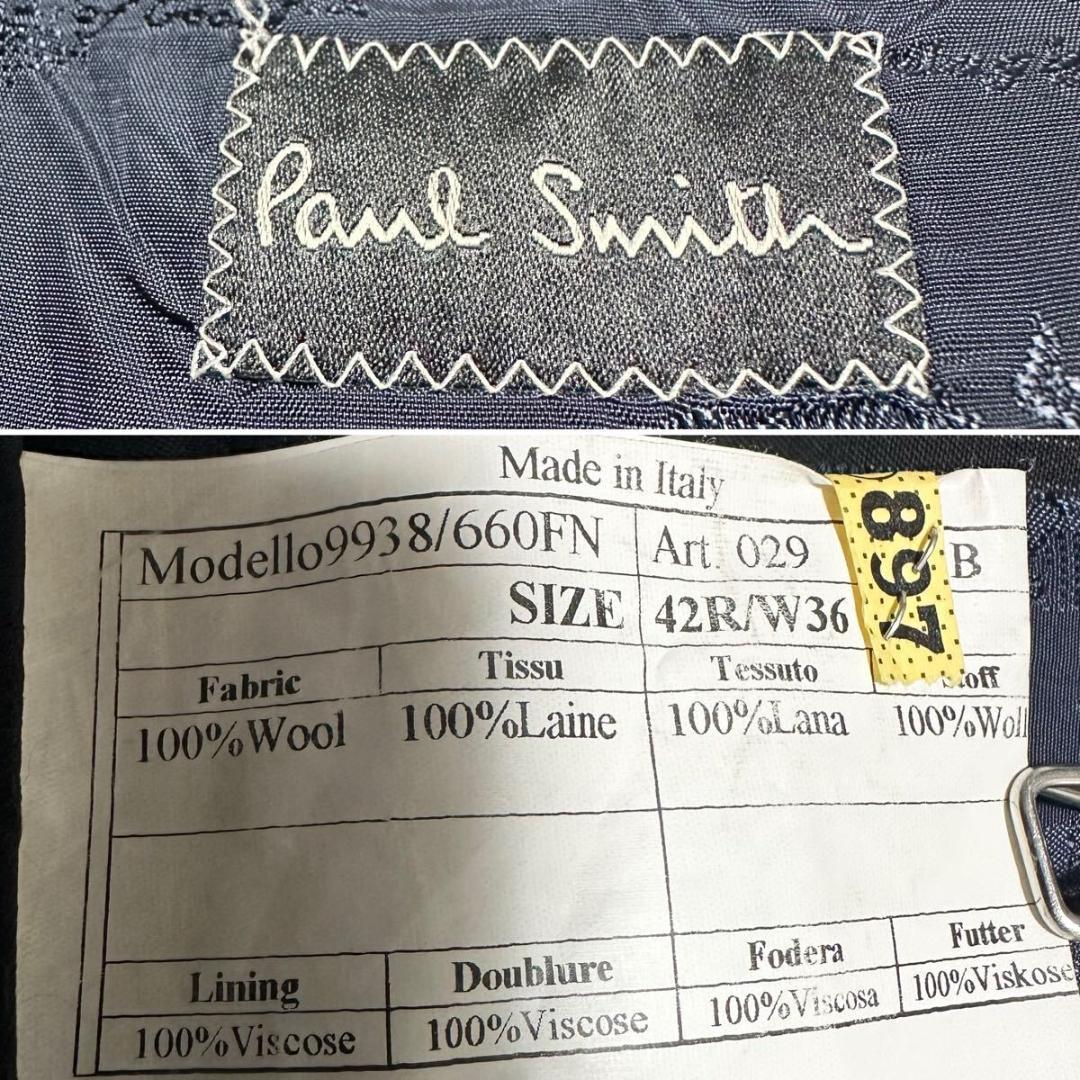 Paul Smith
Made in Italy
Modello9938/660FN Art. 029 B
SIZE 42R/W36
897
Fabric Tissu Tessuto
100%Wool 100%Laine 100%Lana 100%Woll
Lining Doublure Fodera Futter
100%Viscose 100%Viscose 100%Viscosa 100%Viskose